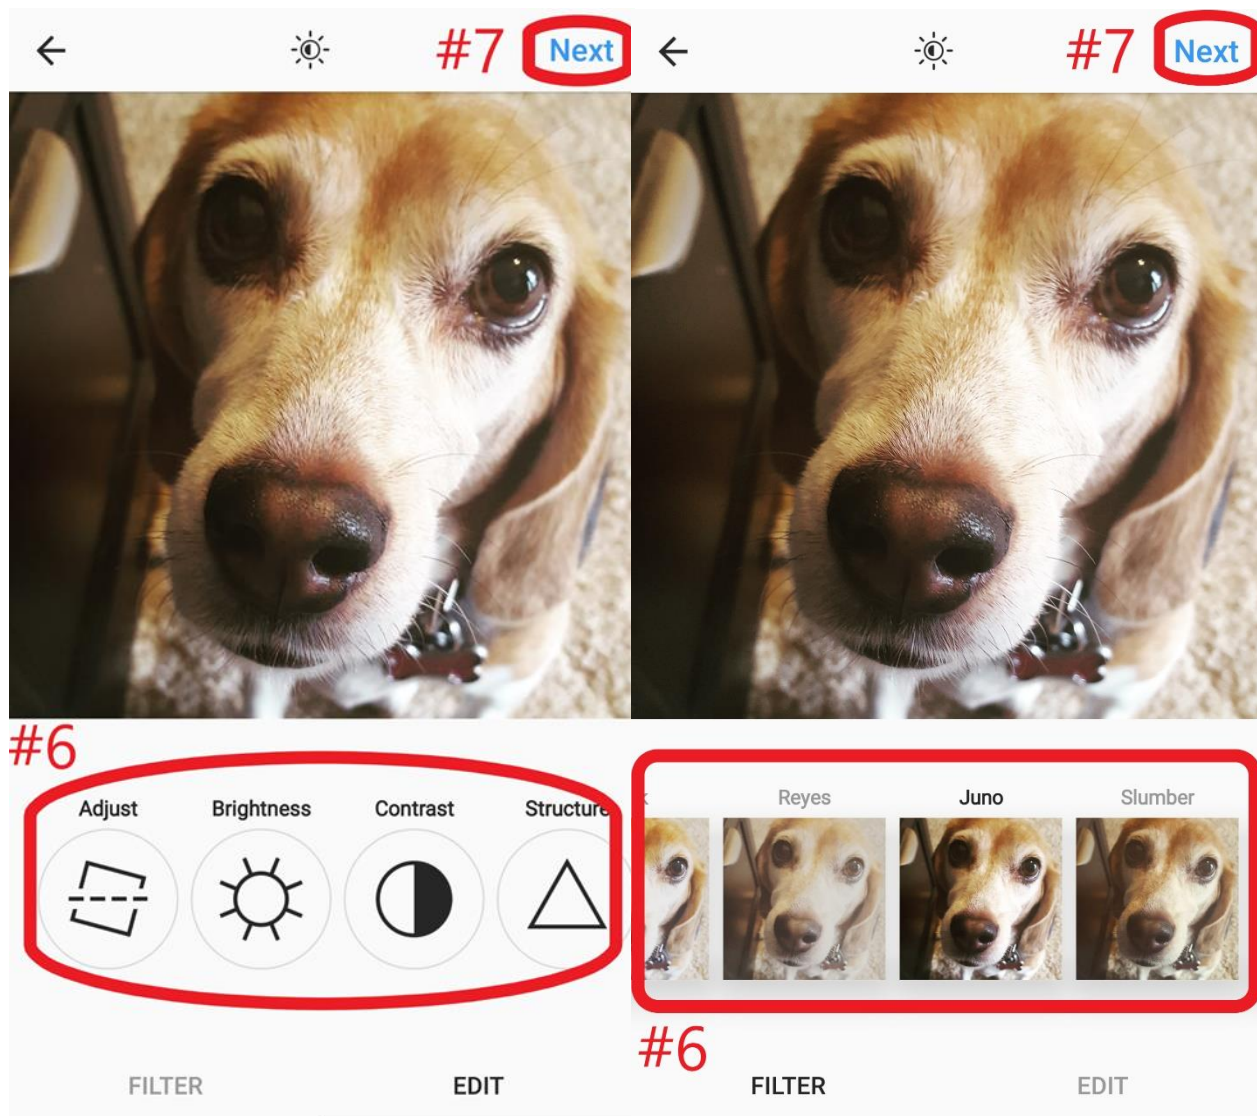 #7 Next
#7 Next
#6
Adjust Brightness Contrast Structure
Reyes Juno Slumber
#6
FILTER EDIT
FILTER EDIT